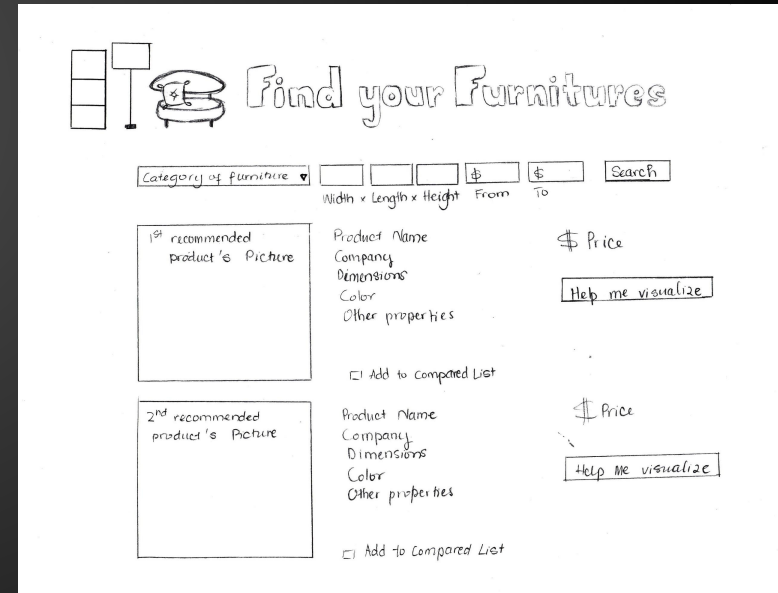 Find your Furnitures
Category of furniture
$
$
Search
Width x Length x Height
From
To
1st recommended
product's Picture
Product Name
Company
Dimensions
Color
Other properties
Add to Compared List
$ Price
Help me visualize
2nd recommended
product's Picture
Product Name
Company
Dimensions
Color
Other properties
Add to Compared List
$ Price
Help Me visualize